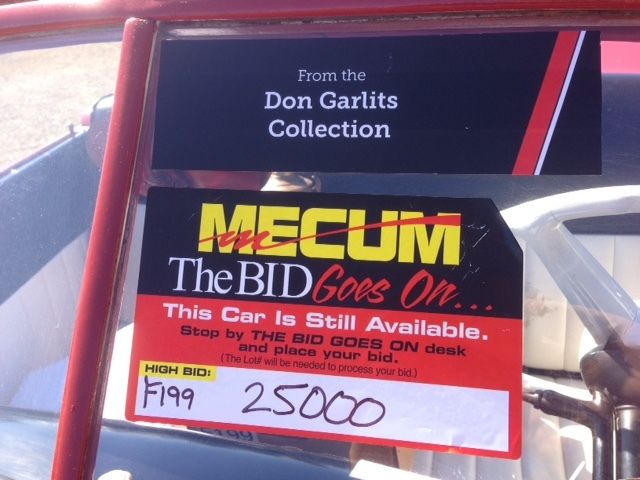 From the
Don Garlits
Collection
MECUM
The BID Goes On...
This Car Is Still Available.
Stop by THE BID GOES ON desk
and place your bid.
(The Lot# will be needed to process your bid.)
HIGH BID:
F199 25000